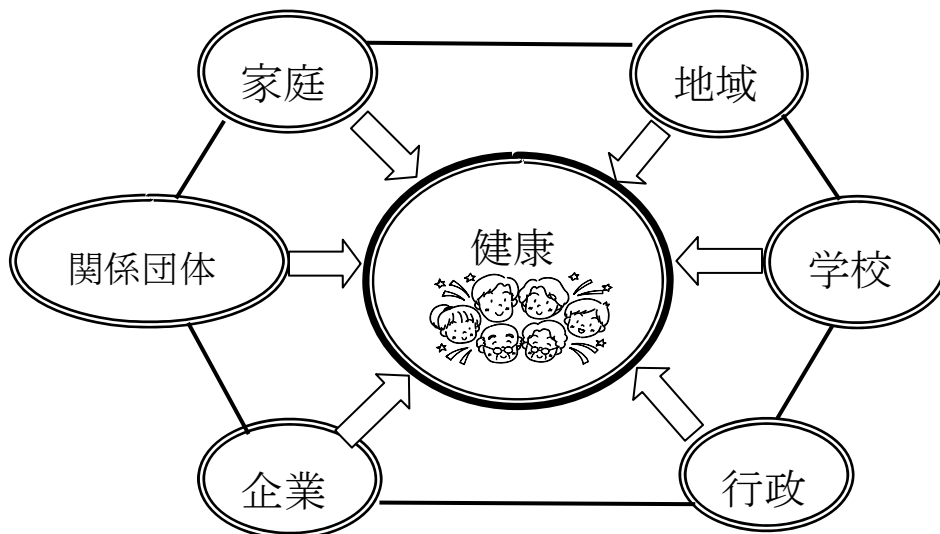 家庭
地域
健康
関係団体
学校
企業
行政